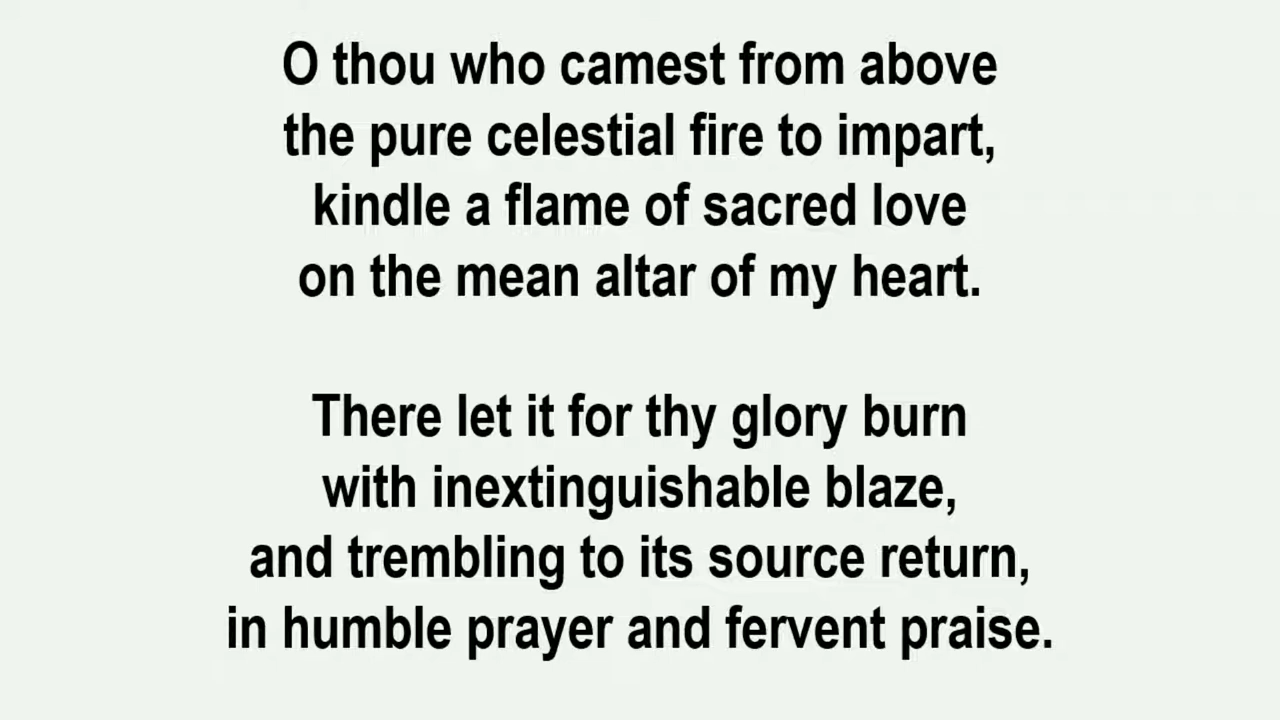 O thou who camest from above
the pure celestial fire to impart,
kindle a flame of sacred love
on the mean altar of my heart.
There let it for thy glory burn
with inextinguishable blaze,
and trembling to its source return,
in humble prayer and fervent praise.